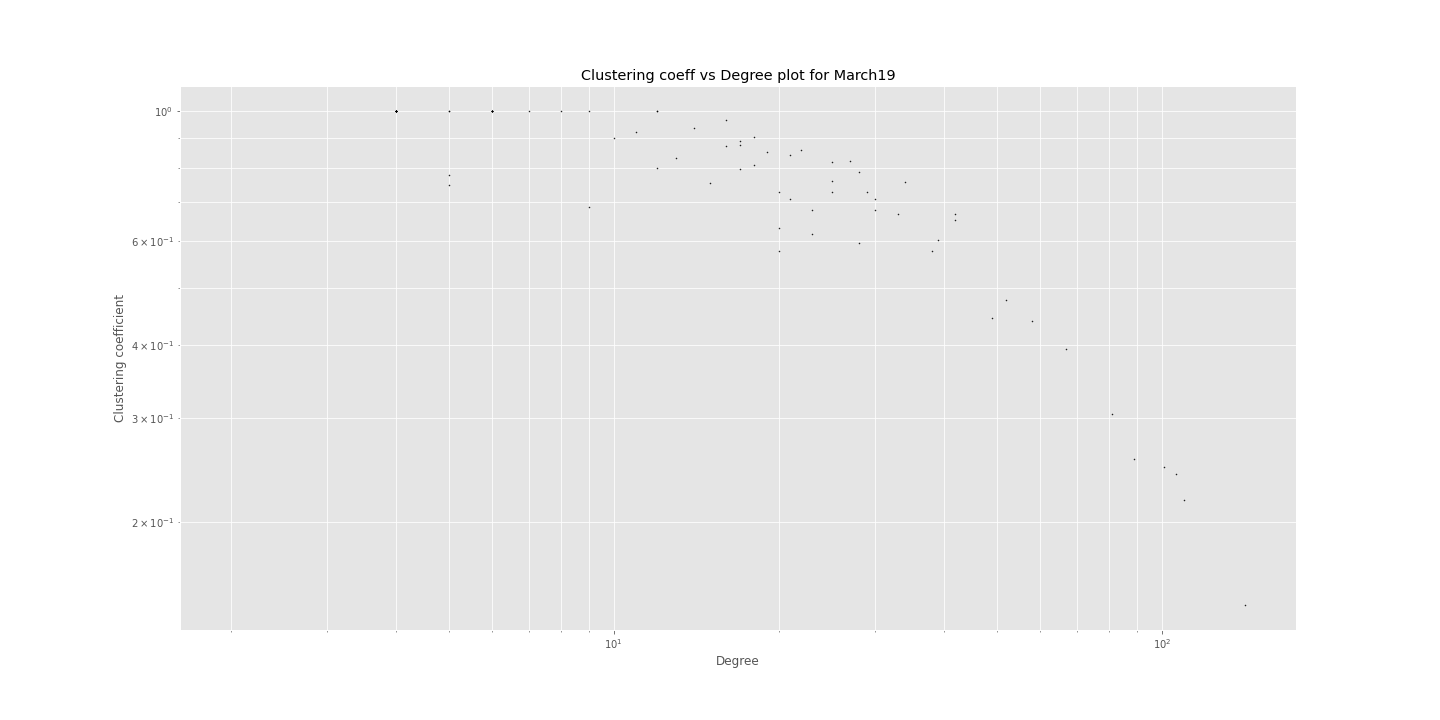 Clustering coeff vs Degree plot for March19
10⁰
6 × 10⁻¹
4 × 10⁻¹
3 × 10⁻¹
2 × 10⁻¹
Clustering coefficient
10¹
10²
Degree